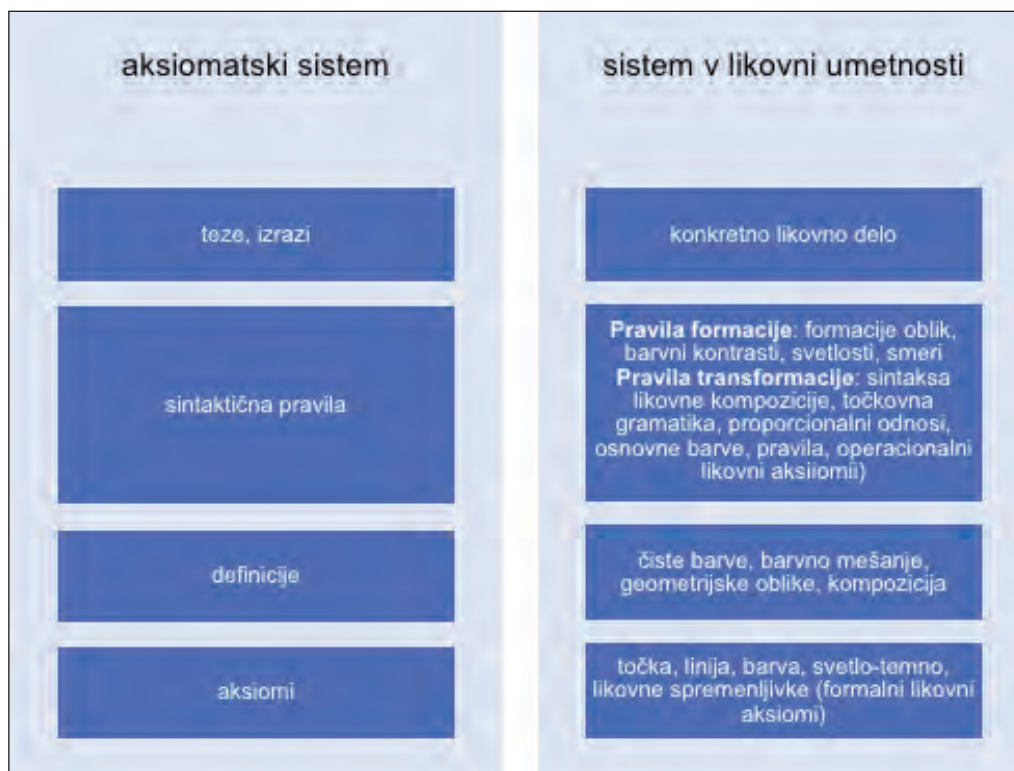 aksiomatski sistem
teze, izrazi
sintaktična pravila
definicije
aksiomi
sistem v likovni umetnosti
konkretno likovno delo
Pravila formacije: formacije oblik,
barvni kontrasti, svetlosti, smeri
Pravila transformacije: sintaksa
likovne kompozicije, točkovna
gramatika, proporcionalni odnosi,
osnovne barve, pravila, operacionalni
likovni aksiiomii)
čiste barve, barvno mešanje,
geometrijske oblike, kompozicija
točka, linija, barva, svetlo-temno,
likovne spremenljivke (formalni likovni
aksiomi)